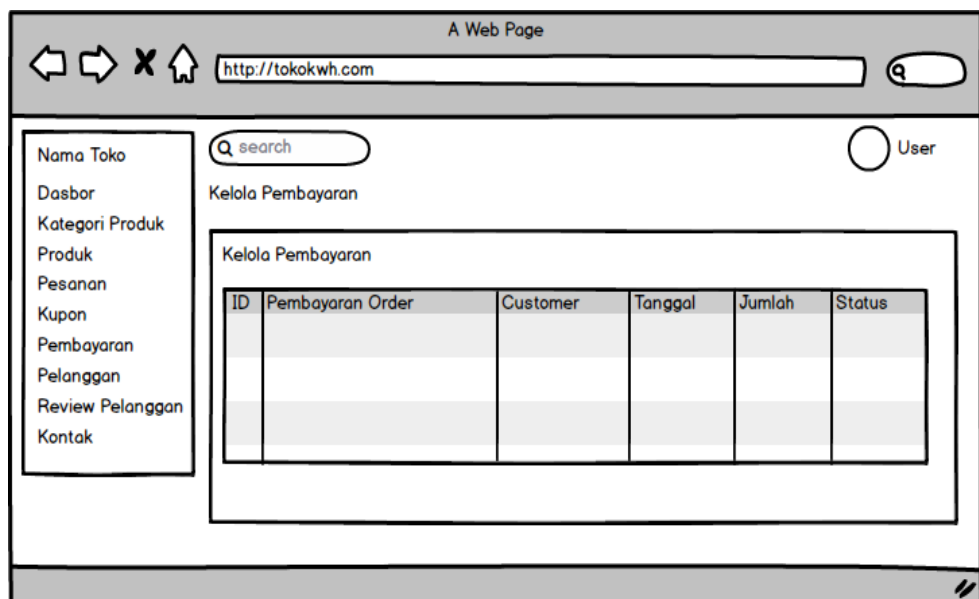 A Web Page
http://tokokwh.com
Nama Toko
Dasbor
Kategori Produk
Produk
Pesanan
Kupon
Pembayaran
Pelanggan
Review Pelanggan
Kontak
search
User
Kelola Pembayaran
Kelola Pembayaran
ID Pembayaran Order Customer Tanggal Jumlah Status